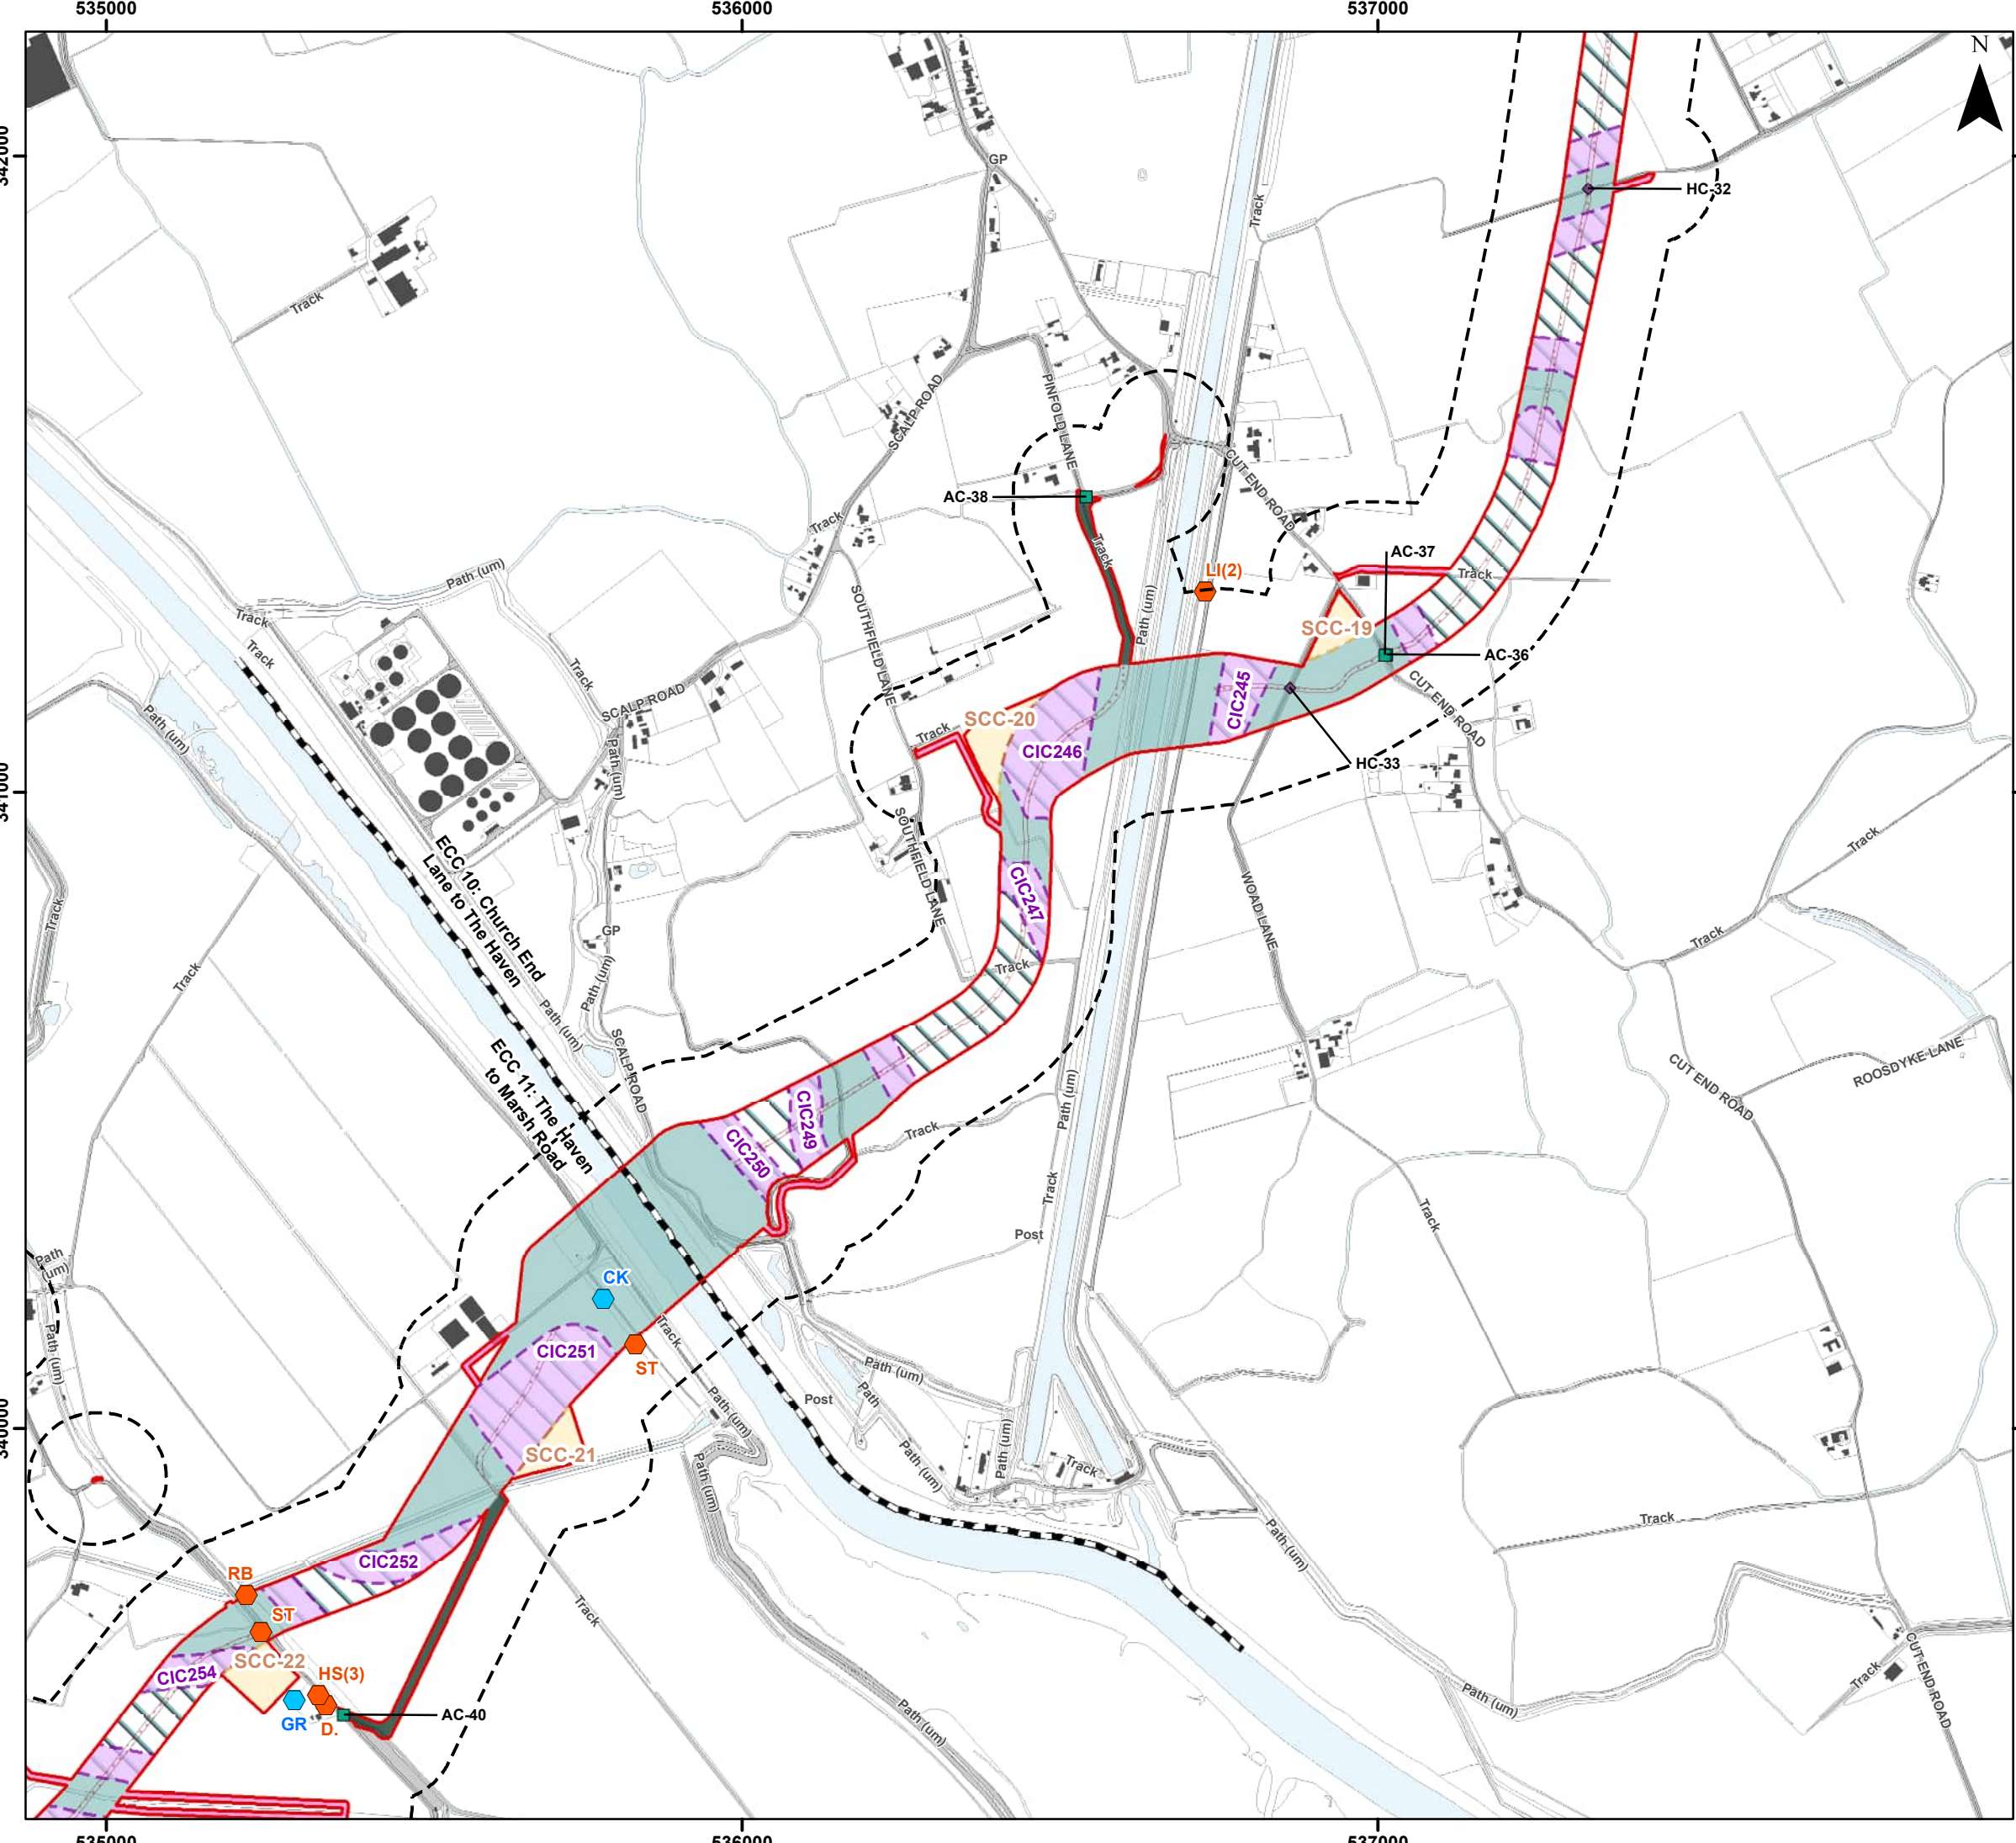 535000
536000
537000
N
342000
GP
Track
HC-32
Track
SCALP ROAD
PINFOLD LANE
CUT END ROAD
AC-38
Track
Track
AC-37
LI(2)
Track
Path (um)
Path (um)
Track
Track
Track
SOUTHFIELD LANE
SCC-19
AC-36
SCALP ROAD
Path (um)
CIC245
CUT END ROAD
SCC-20
Track
CIC246
HC-33
Path (um)
341000
SOUTHFIELD LANE
Track
ECC 10: Church End
Lane to The Haven
CIC247
WOAD LANE
Track
GP
Track
Track
Track
Path (um)
Path (um)
SCALP ROAD
ECC 11: The Haven
to Marsh Road
CIC249
CIC250
Track
Path (um)
CUT END ROAD
ROOSDYKE LANE
Track
Track
Post
Path
(um)
CK
Track
ST
CIC251
Path (um)
Path (um)
Path
Post
Path (um)
340000
SCC-21
Path (um)
Path (um)
Track
Path (um)
Track
Path (um)
CIC252
RB
ST
Track
SCC-22
CIC254
HS(3)
GR
D.
AC-40
Path (um)
Path (um)
Track
CUT END ROAD
535000
536000
537000